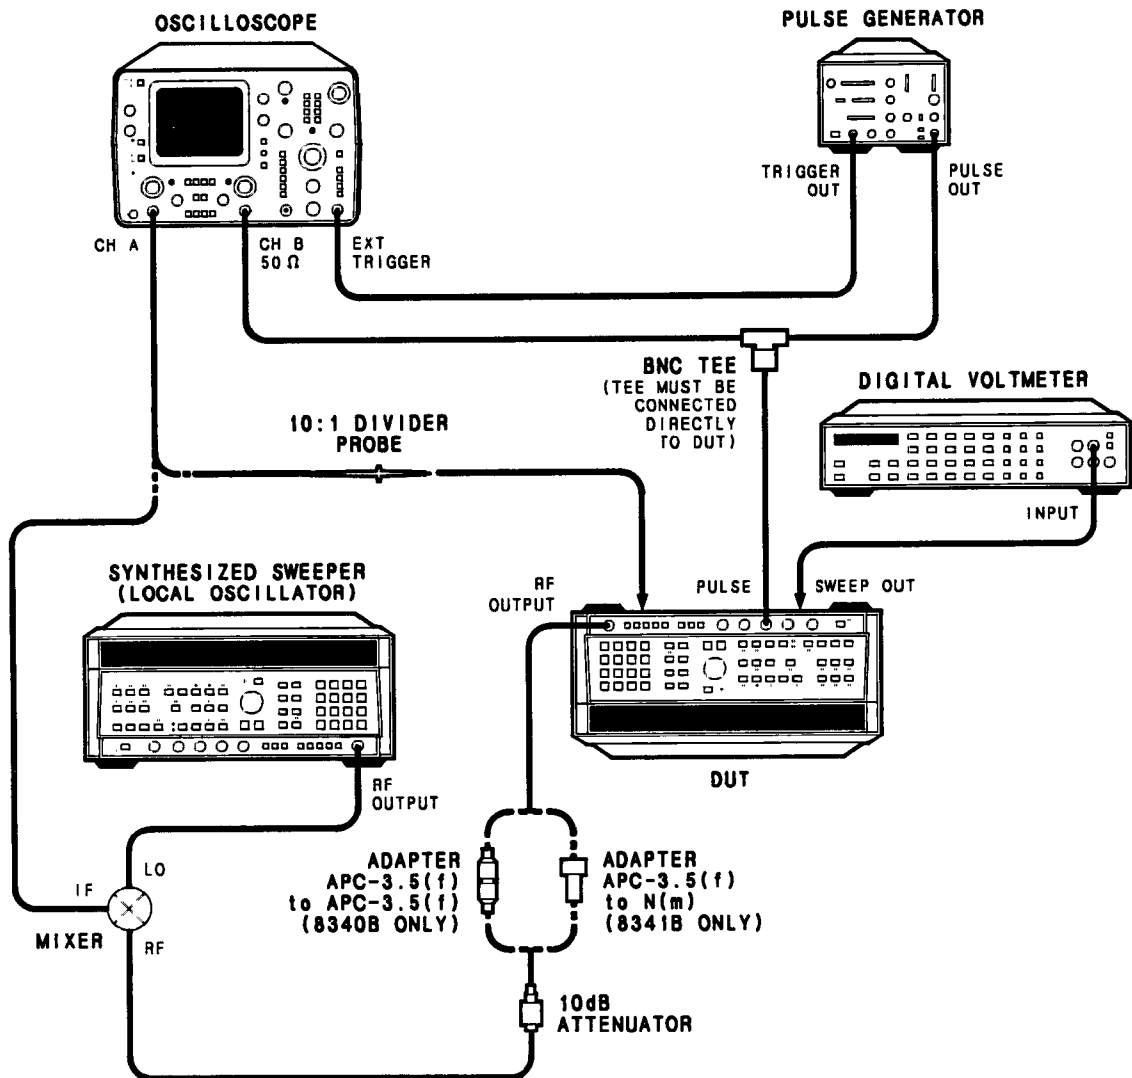 OSCILLOSCOPE
PULSE GENERATOR
TRIGGER
OUT
PULSE
OUT
CH A
CH B
50Ω
EXT
TRIGGER
BNC TEE
(TEE MUST BE
CONNECTED
DIRECTLY
TO DUT)
DIGITAL VOLTMETER
10:1 DIVIDER
PROBE
INPUT
SYNTHESIZED SWEEPER
(LOCAL OSCILLATOR)
RF
OUTPUT
PULSE
SWEEP OUT
DUT
RF
OUTPUT
LO
IF
MIXER
RF
ADAPTER
APC-3.5(f)
to APC-3.5(f)
(8340B ONLY)
ADAPTER
APC-3.5(f)
to N(m)
(8341B ONLY)
10dB
ATTENUATOR